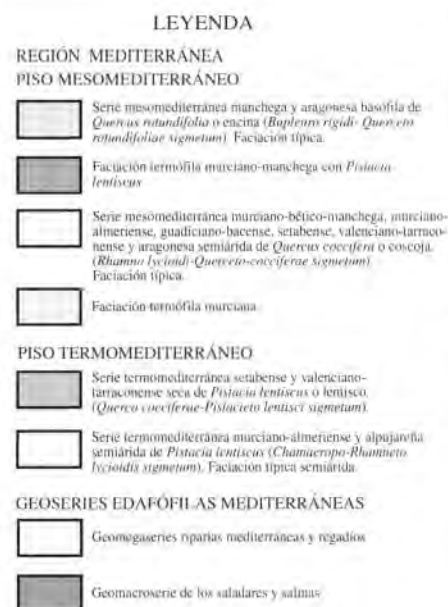 LEYENDA
REGIÓN MEDITERRÁNEA
PISO MESOMEDITERRÁNEO
Serie mesomediterránea manchega y aragonesa basófila de
Quercus rotundifolia o encina (Bupleuro rigidi- Querceto
rotundifoliae sigmetum). Faciación típica.
Faciación termófila murciano-manchega con Pistacia
lentiscus
Serie mesomediterránea murciano-bético-manchega, murciano-
almeriense, guadiciano-bacense, setabense, valenciano-tarraco-
nense y aragonesa semiárida de Quercus coccifera o coscoja.
(Rhamno lycioidi-Querceto-cocciferae sigmetum)
Faciación típica.
Faciación termófila murciana
PISO TERMOMEDITERRÁNEO
Serie termomediterránea setabense y valenciano-
tarraconense seca de Pistacia lentiscus o lentisco.
(Querco cocciferae-Pistacieto lentisci sigmetum).
Serie termomediterránea murciano-almeriense y alpujareña
semiárida de Pistacia lentiscus (Chamaeropo-Rhamneto
lycioidis sigmetum). Faciación típica semiárida.
GEOSERIES EDAFÓFILAS MEDITERRÁNEAS
Geomegaseries riparias mediterráneas y regadíos
Geomacroserie de los saladares y salinas